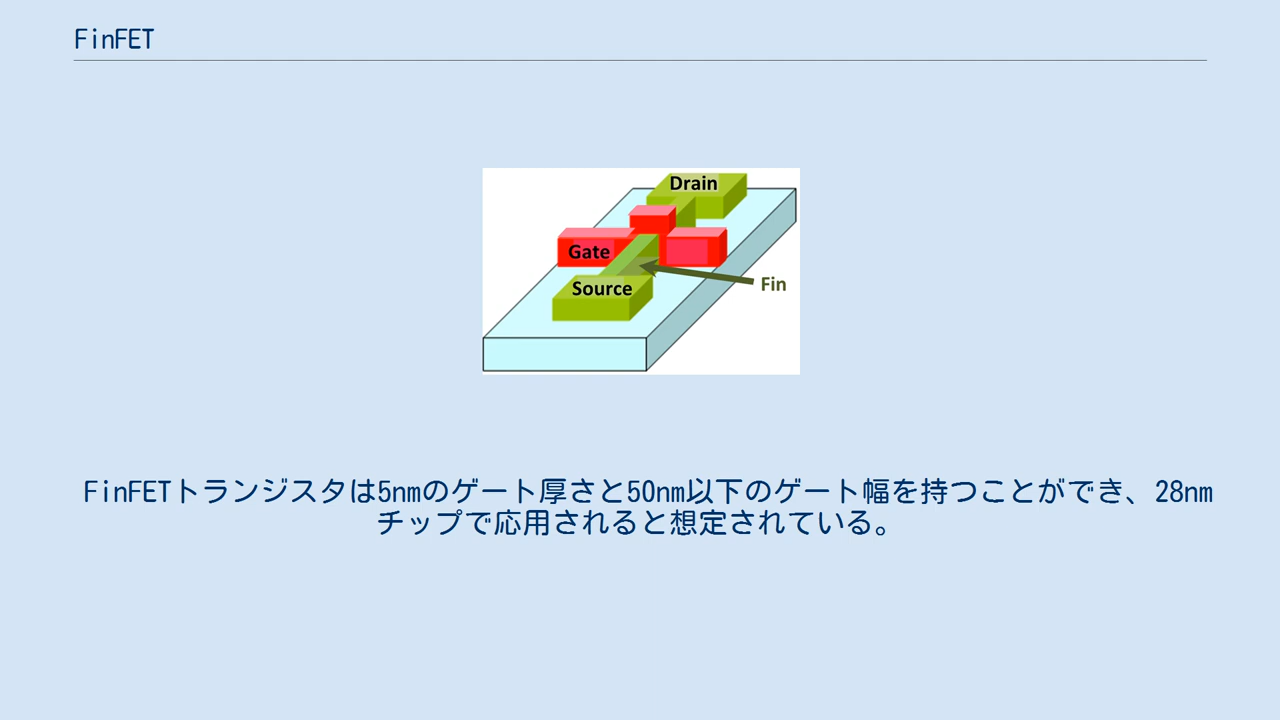 FinFET
Drain
Gate
Source
Fin
FinFETトランジスタは5nmのゲート厚さと50nm以下のゲート幅を持つことができ、28nm
チップで応用されると想定されている。